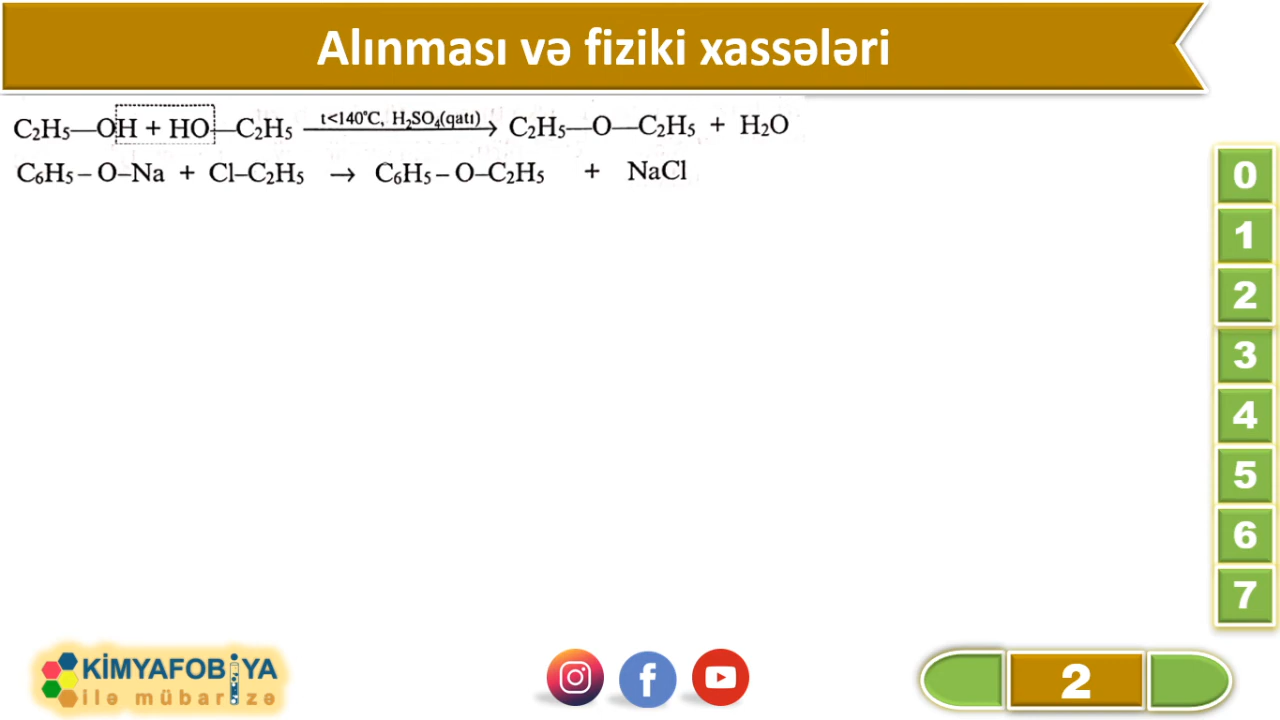 Alınması və fiziki xassələri
C₂H₅—OH + HO—C₂H₅ t<140°C, H₂SO₄(qatı) → C₂H₅—O—C₂H₅ + H₂O
C₆H₅–O–Na + Cl–C₂H₅ → C₆H₅–O–C₂H₅ + NaCl
0
1
2
3
4
5
6
7
KİMYAFOBİYA
ilə mübarizə
2